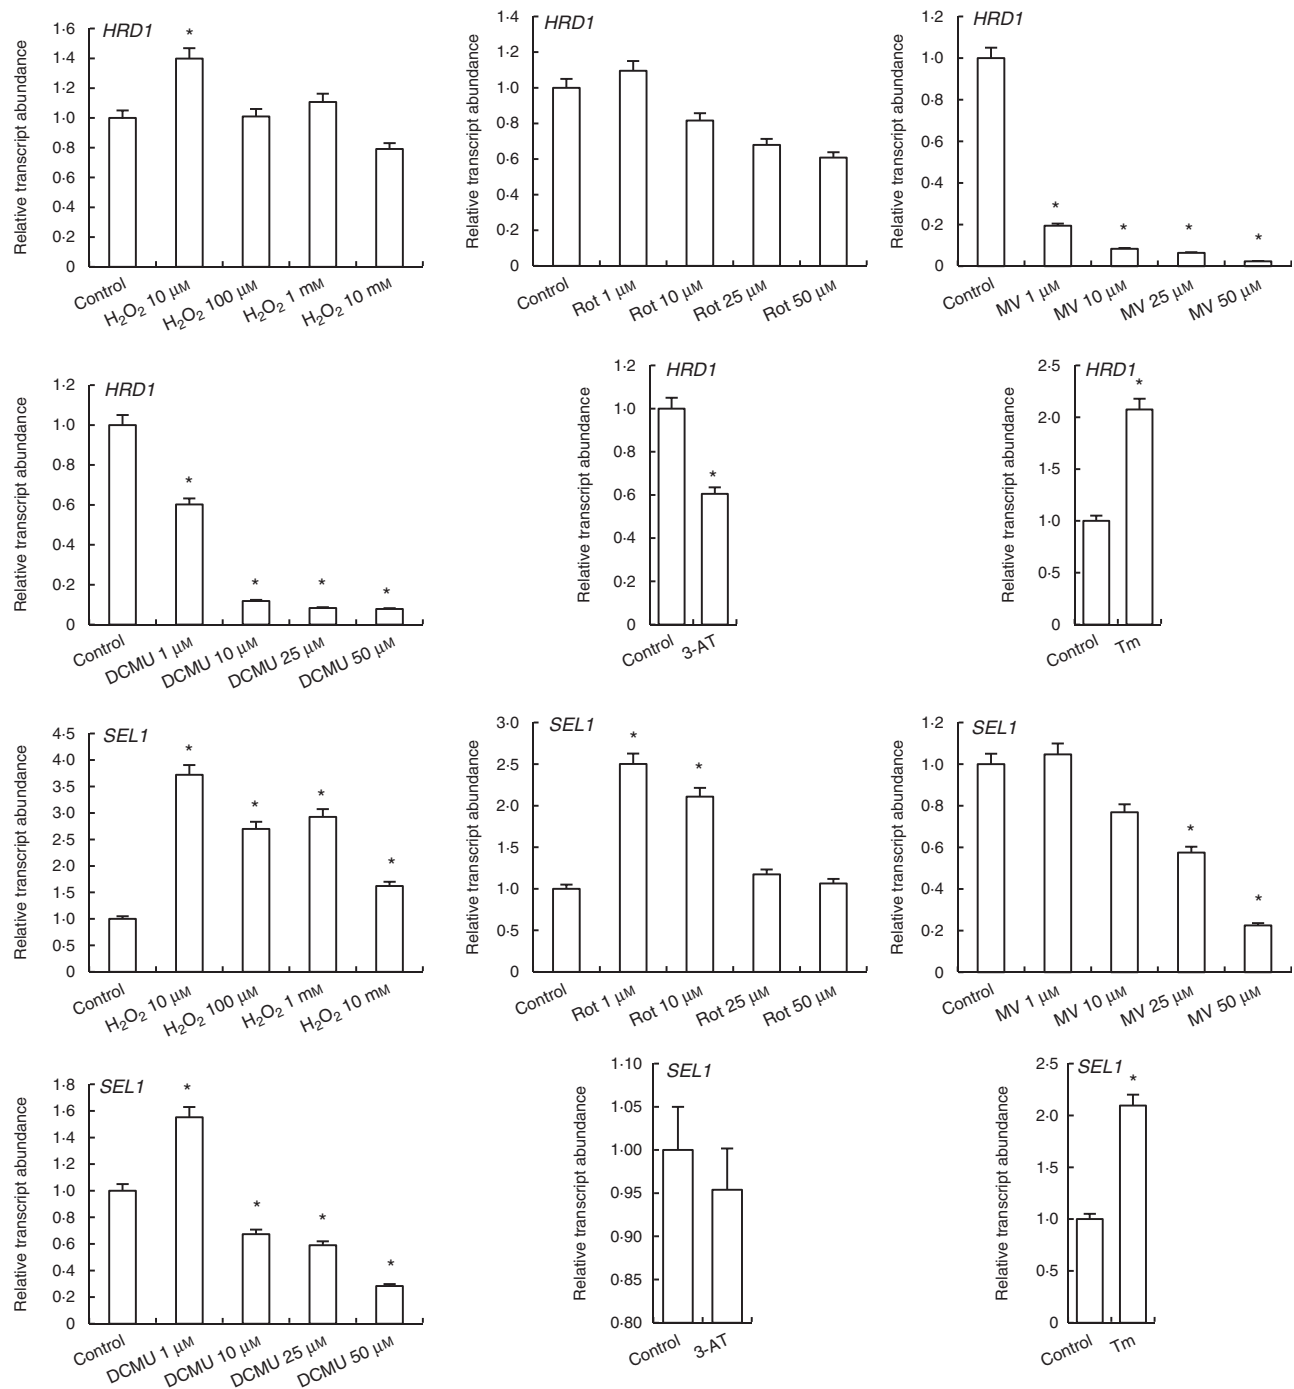 HRD1
Relative transcript abundance
1·6
1·4
1·2
1·0
0·8
0·6
0·4
0·2
0
*
Control
H₂O₂ 10 μM
H₂O₂ 100 μM
H₂O₂ 1 mM
H₂O₂ 10 mM
HRD1
Relative transcript abundance
1·4
1·2
1·0
0·8
0·6
0·4
0·2
0
Control
Rot 1 μM
Rot 10 μM
Rot 25 μM
Rot 50 μM
HRD1
Relative transcript abundance
1·2
1·0
0·8
0·6
0·4
0·2
0
* * * *
Control
MV 1 μM
MV 10 μM
MV 25 μM
MV 50 μM
HRD1
Relative transcript abundance
1·2
1·0
0·8
0·6
0·4
0·2
0
* * * *
Control
DCMU 1 μM
DCMU 10 μM
DCMU 25 μM
DCMU 50 μM
HRD1
Relative transcript abundance
1·2
1·0
0·8
0·6
0·4
0·2
0
*
Control
3-AT
HRD1
Relative transcript abundance
2·5
2·0
1·5
1·0
0·5
0
*
Control
Tm
SEL1
Relative transcript abundance
4·5
4·0
3·5
3·0
2·5
2·0
1·5
1·0
0·5
0
* * * *
Control
H₂O₂ 10 μM
H₂O₂ 100 μM
H₂O₂ 1 mM
H₂O₂ 10 mM
SEL1
Relative transcript abundance
3·0
2·5
2·0
1·5
1·0
0·5
0
* *
Control
Rot 1 μM
Rot 10 μM
Rot 25 μM
Rot 50 μM
SEL1
Relative transcript abundance
1·2
1·0
0·8
0·6
0·4
0·2
0
* *
Control
MV 1 μM
MV 10 μM
MV 25 μM
MV 50 μM
SEL1
Relative transcript abundance
1·8
1·6
1·4
1·2
1·0
0·8
0·6
0·4
0·2
0
* * * *
Control
DCMU 1 μM
DCMU 10 μM
DCMU 25 μM
DCMU 50 μM
SEL1
Relative transcript abundance
1·10
1·05
1·00
0·95
0·90
0·85
0·80
Control
3-AT
SEL1
Relative transcript abundance
2·5
2·0
1·5
1·0
0·5
0
*
Control
Tm